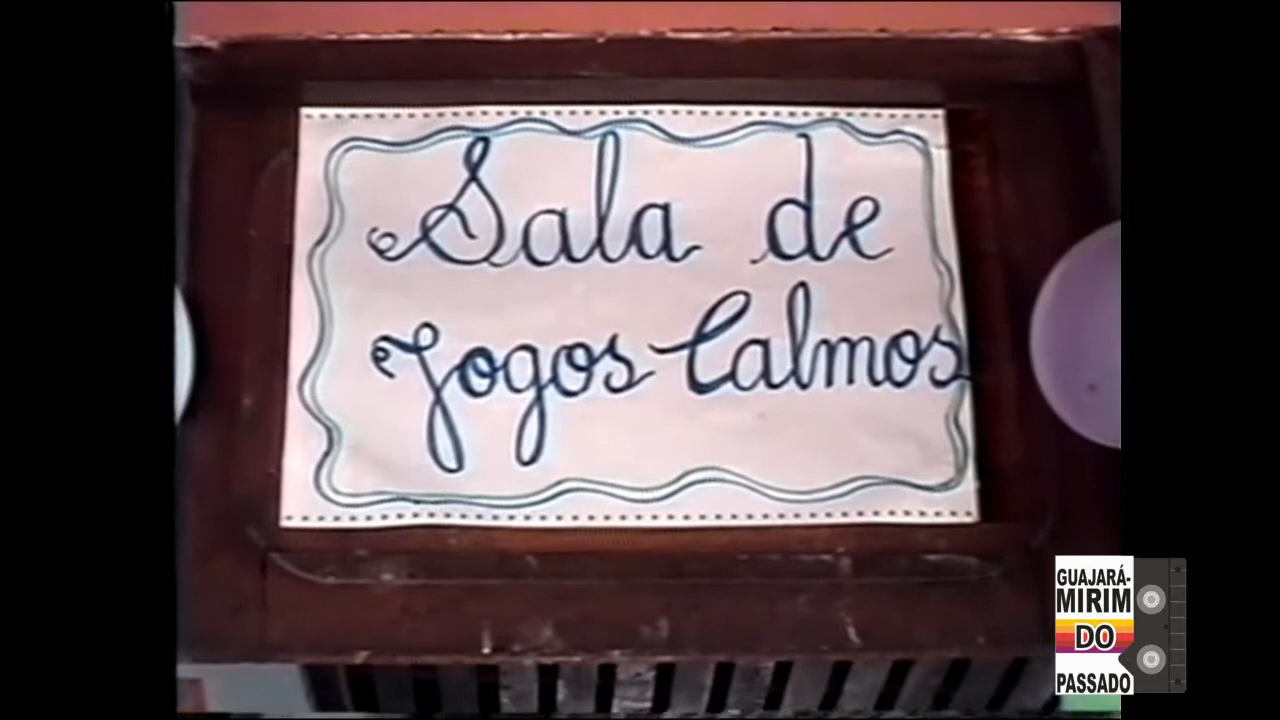 Sala de
Jogos Calmos
GUAJARÁ-
MIRIM
DO
PASSADO